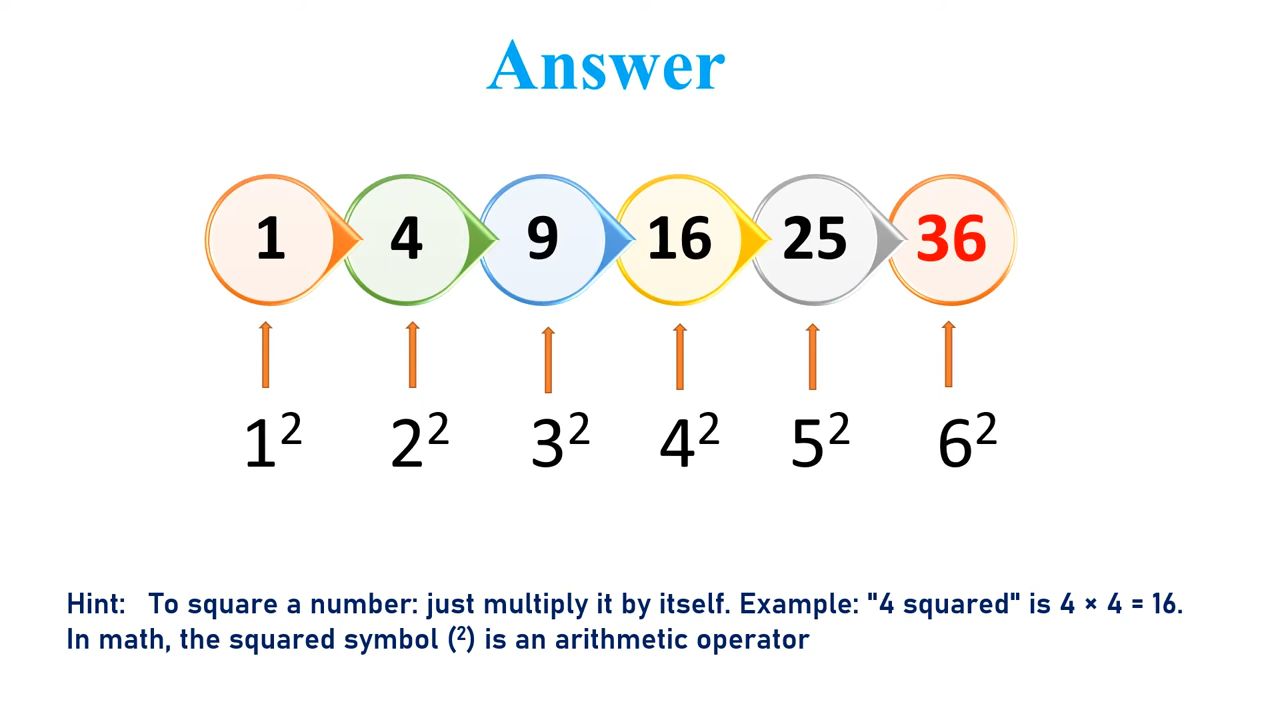 Answer
1 4 9 16 25 36
1² 2² 3² 4² 5² 6²
Hint: To square a number: just multiply it by itself. Example: "4 squared" is 4 × 4 = 16.
In math, the squared symbol (²) is an arithmetic operator